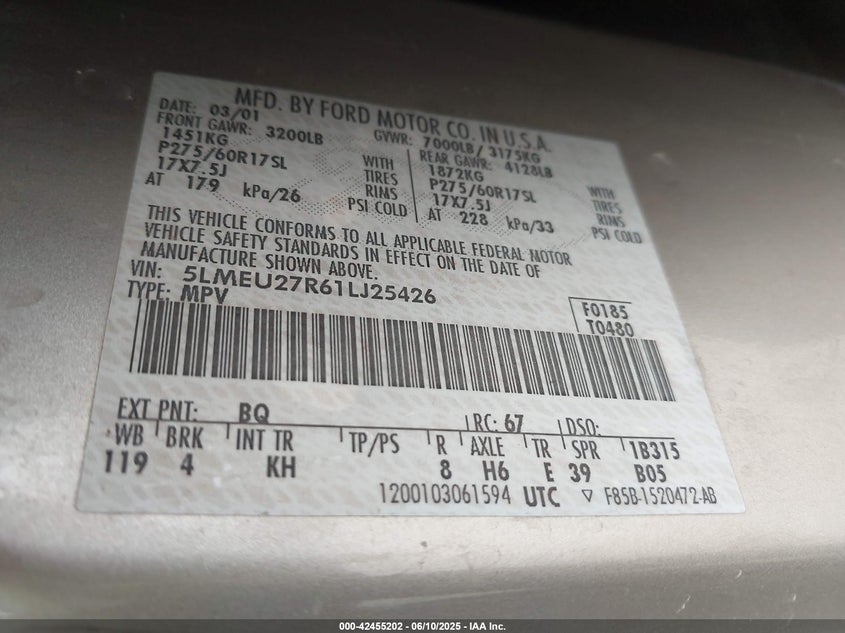 MFD. BY FORD MOTOR CO. IN U.S.A.
DATE: 03/01 GVWR: 7000LB / 3175KG
FRONT GAWR: 3200LB REAR GAWR: 4128LB
1451KG WITH 1872KG WITH
P275/60R17SL TIRES P275/60R17SL TIRES
17X7.5J RIMS 17X7.5J RIMS
AT 179 kPa/26 PSI COLD AT 228 kPa/33 PSI COLD
THIS VEHICLE CONFORMS TO ALL APPLICABLE FEDERAL MOTOR
VEHICLE SAFETY STANDARDS IN EFFECT ON THE DATE OF
MANUFACTURE SHOWN ABOVE.
VIN: 5LMEU27R61LJ25426
TYPE: MPV
F0185
T0480
EXT PNT: BQ RC: 67 DSO:
WB BRK INT TR TP/PS R AXLE TR SPR 1B315
119 4 KH 8 H6 E 39 B05
1200103061594 UTC ▽ F85B-1520472-AB
000-42455202 - 06/10/2025 - IAA Inc.